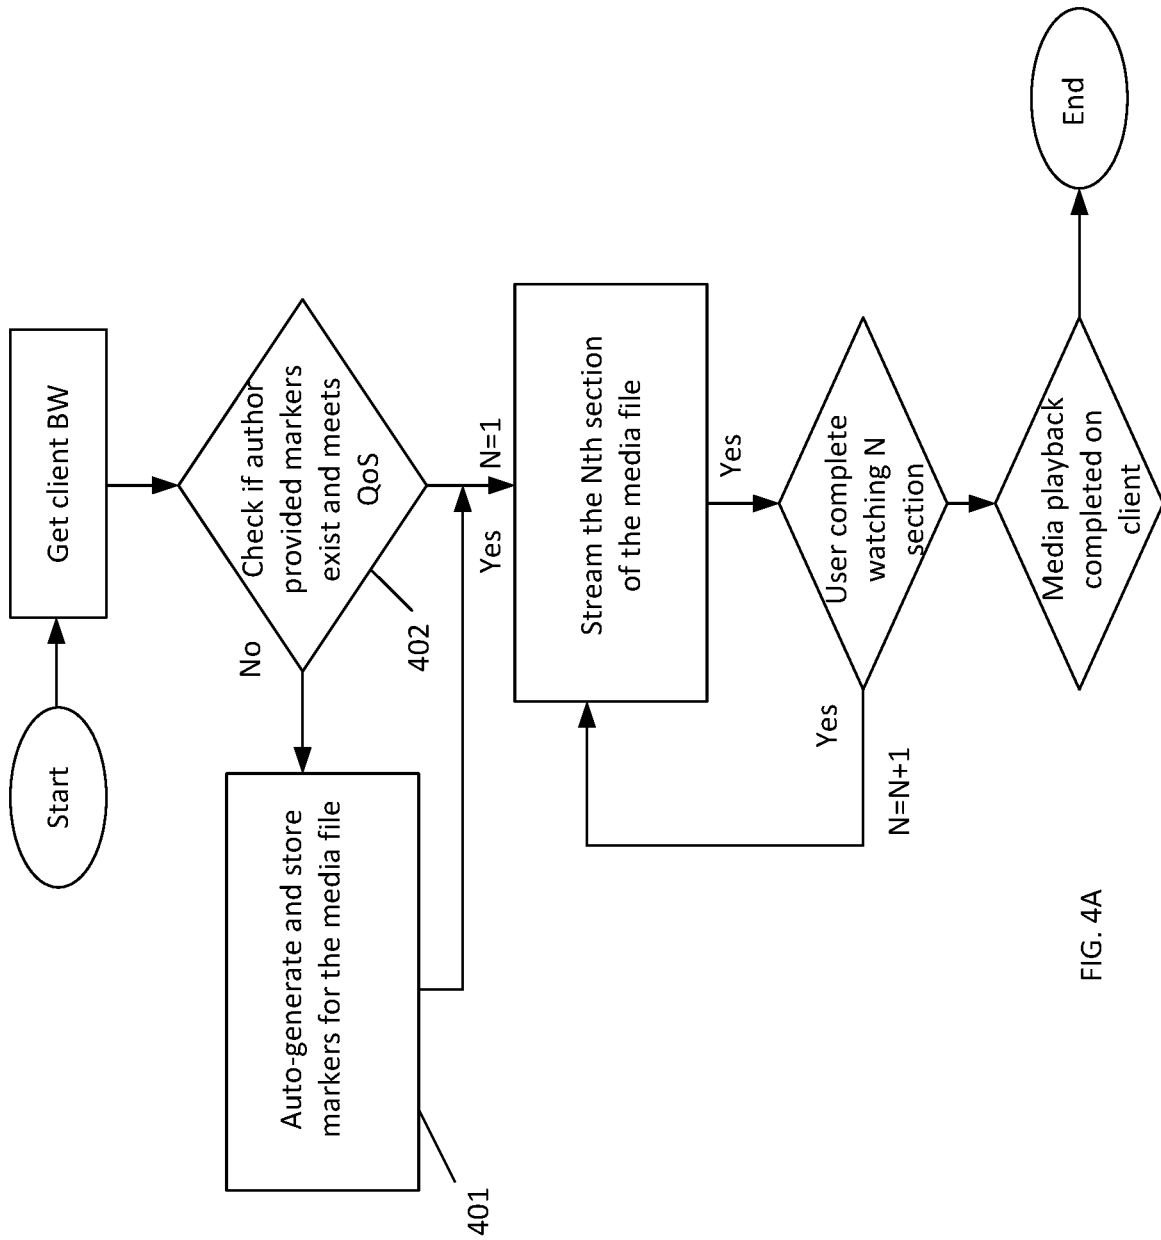 Start
Get client BW
Check if author
provided markers
exist and meets
QoS
No
402
Auto-generate and store
markers for the media file
401
Yes
N=1
Stream the Nth section
of the media file
Yes
User complete
watching N
section
Yes
N=N+1
Media playback
completed on
client
End
FIG. 4A